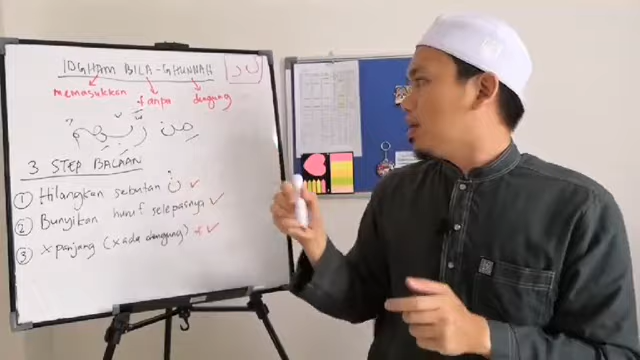 IDGHAM BILA-GHUNNAH ل ر
memasukkan tanpa dengung
مِن رَّبِّهِمْ
3 STEP BACAAN
① Hilangkan sebutan نْ ✓
② Bunyikan huruf selepasnya ✓
③ x panjang (xada dengung) ✓